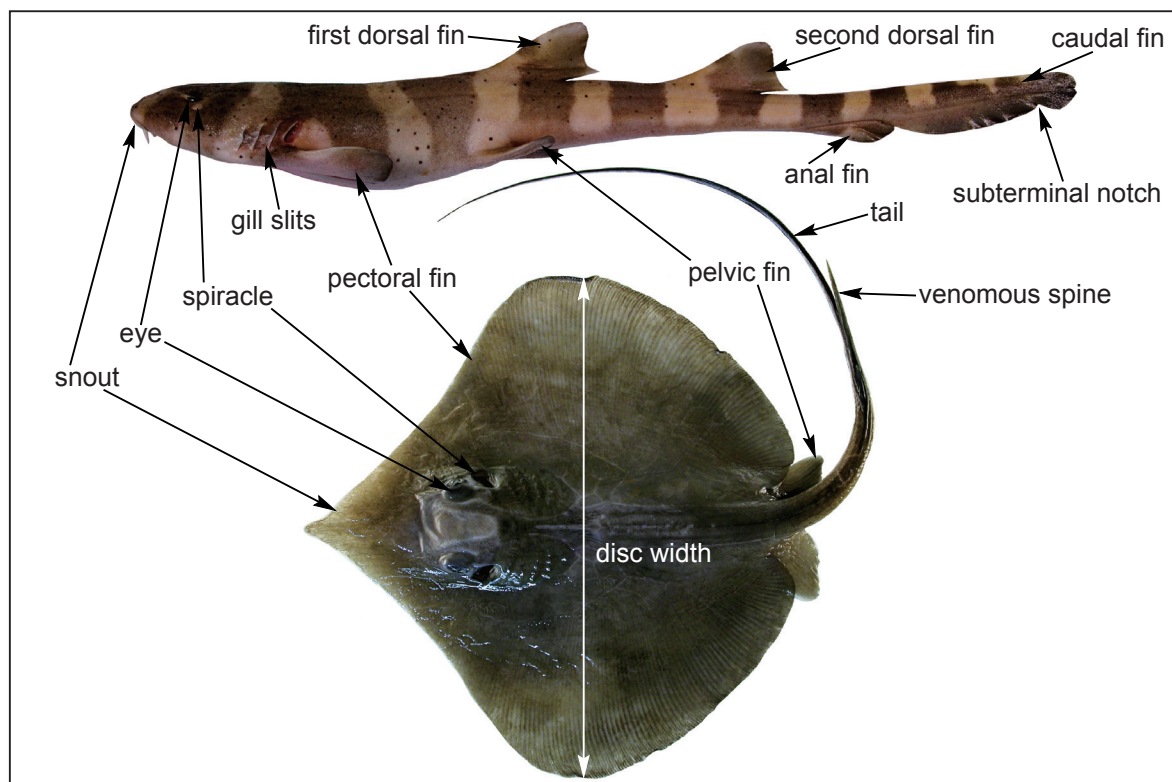 first dorsal fin
second dorsal fin
caudal fin
gill slits
anal fin
subterminal notch
tail
pectoral fin
pelvic fin
spiracle
venomous spine
eye
snout
disc width